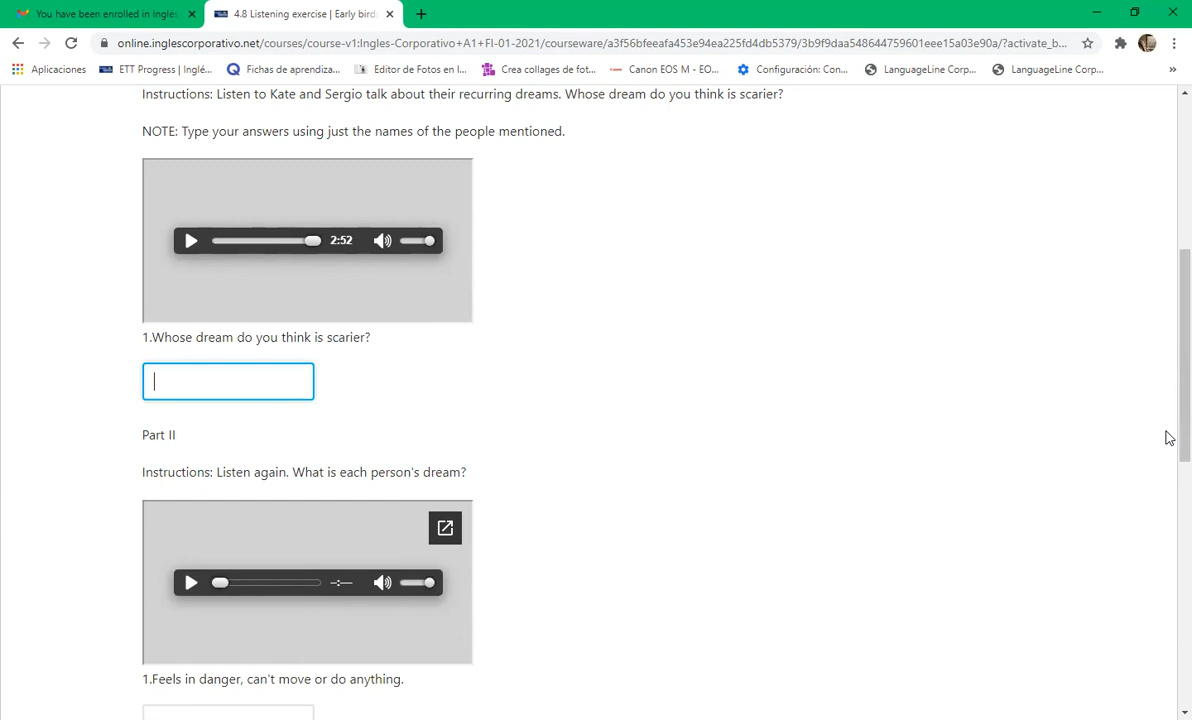 You have been enrolled in Inglés
4.8 Listening exercise | Early bird
online.inglescorporativo.net/courses/course-v1:Ingles-Corporativo+A1+FI-01-2021/courseware/a3f56bfeeafa453e94ea225fd4db5379/3b9f9daa548644759601eee15a03e90a/?activate_b...
Aplicaciones
ETT Progress | Inglé...
Fichas de aprendiza...
Editor de Fotos en l...
Crea collages de fot...
Canon EOS M - EO...
Configuración: Con...
LanguageLine Corp...
LanguageLine Corp...
»
Instructions: Listen to Kate and Sergio talk about their recurring dreams. Whose dream do you think is scarier?
NOTE: Type your answers using just the names of the people mentioned.
2:52
1.Whose dream do you think is scarier?
Part II
Instructions: Listen again. What is each person's dream?
--:--
1.Feels in danger, can't move or do anything.